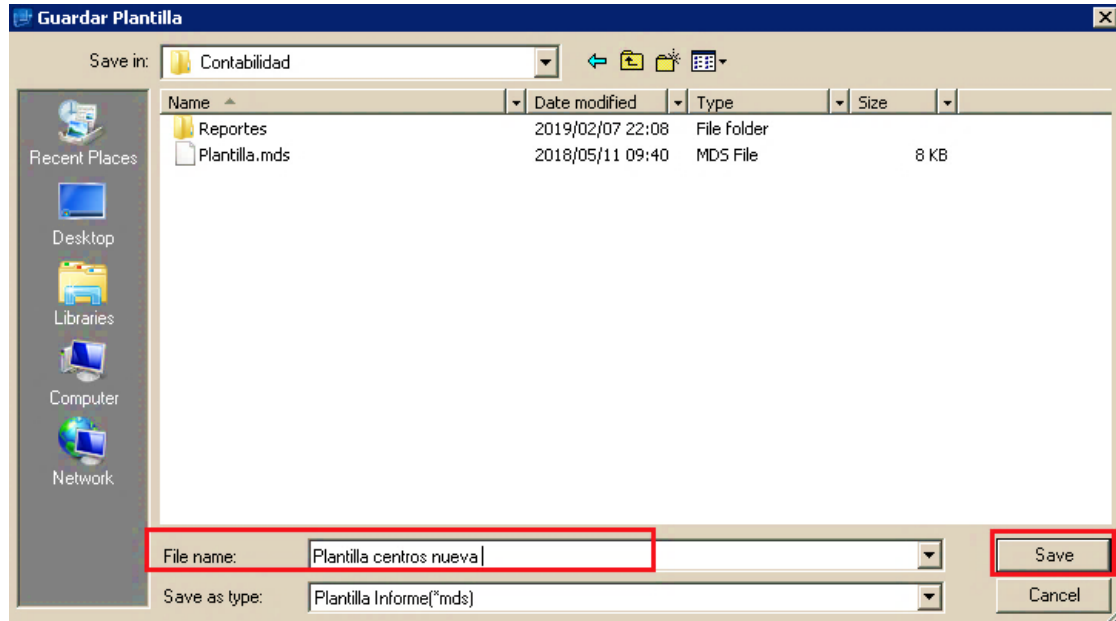 Guardar Plantilla
Save in: Contabilidad
Name Date modified Type Size
Reportes 2019/02/07 22:08 File folder
Plantilla.mds 2018/05/11 09:40 MDS File 8 KB
Recent Places
Desktop
Libraries
Computer
Network
File name: Plantilla centros nueva Save
Save as type: Plantilla Informe(*mds) Cancel